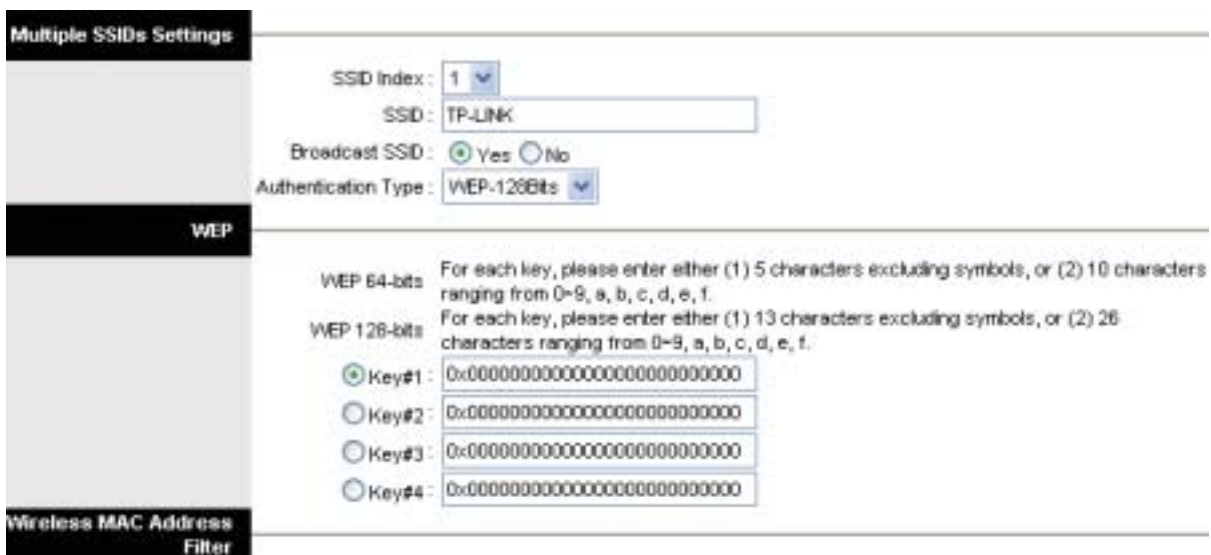 Multiple SSIDs Settings
SSID Index : 1
SSID : TP-LINK
Broadcast SSID : Yes No
Authentication Type : WEP-128Bits
WEP
WEP 64-bits For each key, please enter either (1) 5 characters excluding symbols, or (2) 10 characters
ranging from 0~9, a, b, c, d, e, f.
WEP 128-bits For each key, please enter either (1) 13 characters excluding symbols, or (2) 26
characters ranging from 0~9, a, b, c, d, e, f.
Key#1 : 0x00000000000000000000000000
Key#2 : 0x00000000000000000000000000
Key#3 : 0x00000000000000000000000000
Key#4 : 0x00000000000000000000000000
Wireless MAC Address
Filter